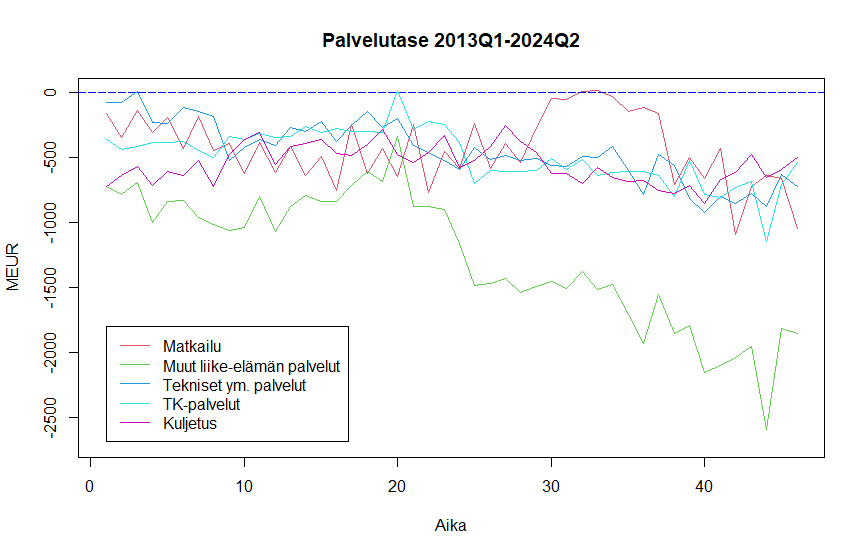 Palvelutase 2013Q1-2024Q2
MEUR
0
-500
-1000
-1500
-2000
-2500
Matkailu
Muut liike-elämän palvelut
Tekniset ym. palvelut
TK-palvelut
Kuljetus
0 10 20 30 40
Aika